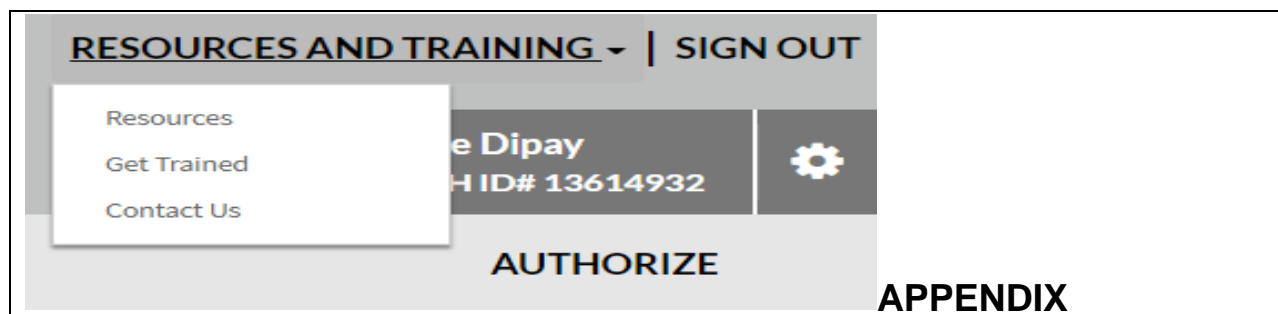 RESOURCES AND TRAINING | SIGN OUT
Resources
Get Trained
Contact Us
e Dipay
H ID# 13614932
AUTHORIZE
APPENDIX